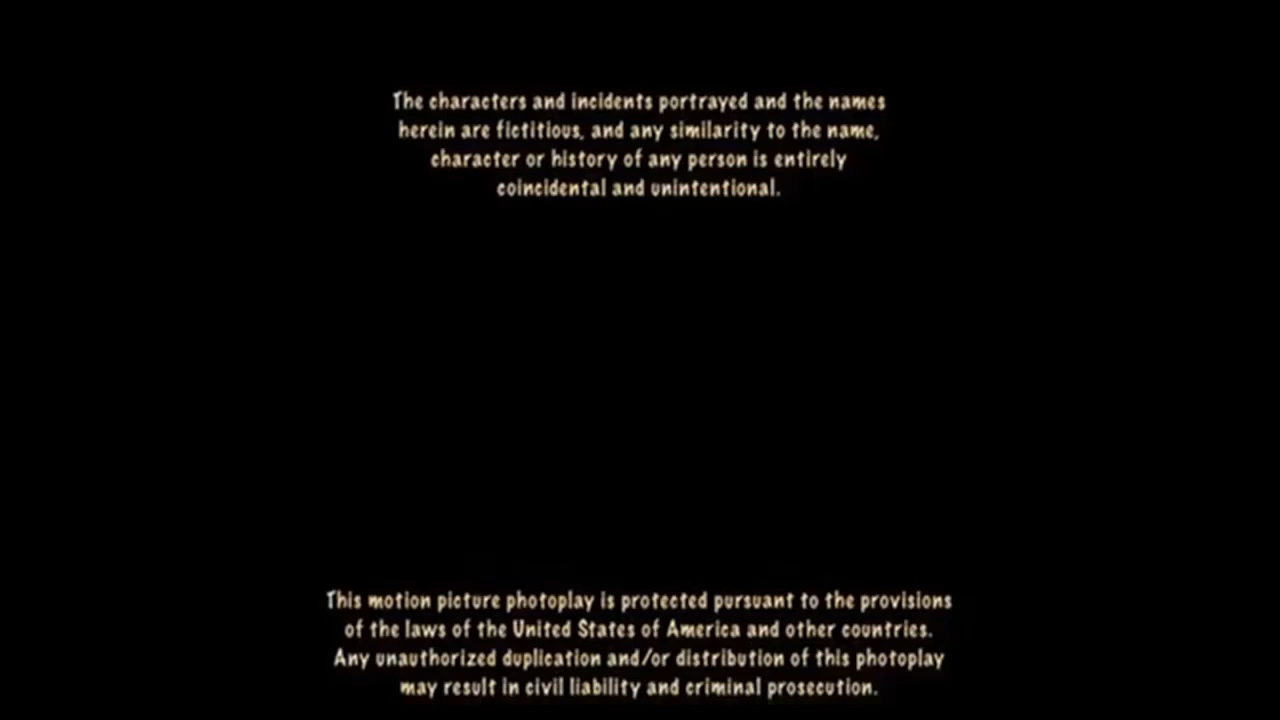 The characters and incidents portrayed and the names
herein are fictitious, and any similarity to the name,
character or history of any person is entirely
coincidental and unintentional.
This motion picture photoplay is protected pursuant to the provisions
of the laws of the United States of America and other countries.
Any unauthorized duplication and/or distribution of this photoplay
may result in civil liability and criminal prosecution.